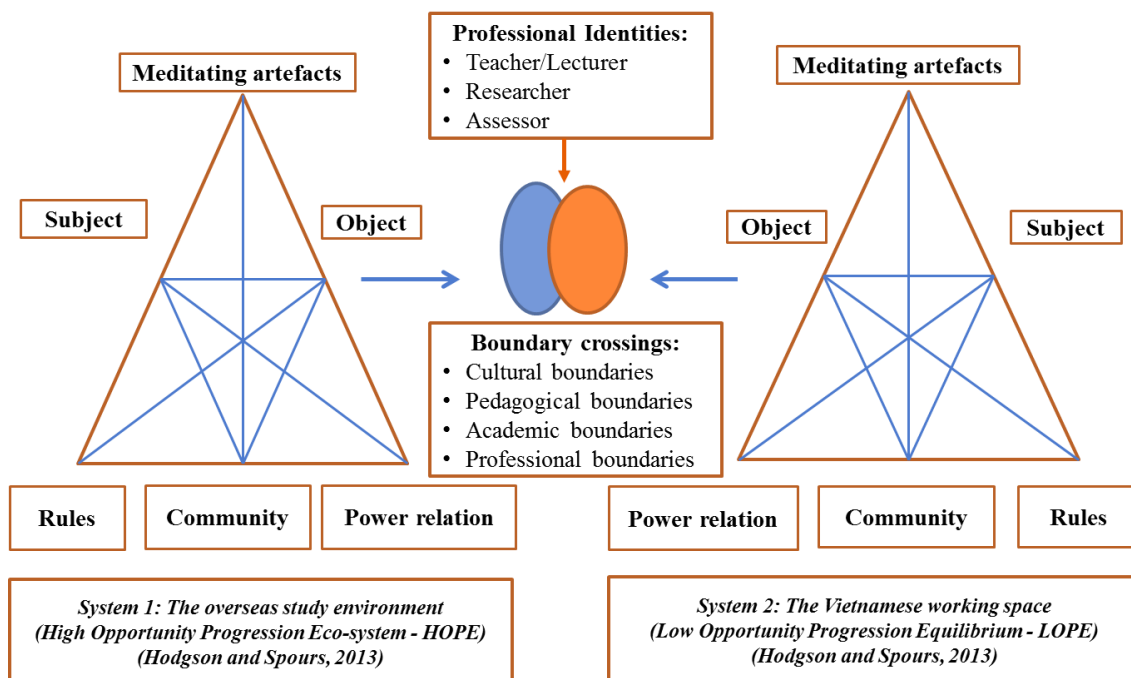 Meditating artefacts
Subject
Object
Professional Identities:
• Teacher/Lecturer
• Researcher
• Assessor
Meditating artefacts
Object
Subject
Boundary crossings:
• Cultural boundaries
• Pedagogical boundaries
• Academic boundaries
• Professional boundaries
Rules
Community
Power relation
Power relation
Community
Rules
System 1: The overseas study environment
(High Opportunity Progression Eco-system - HOPE)
(Hodgson and Spours, 2013)
System 2: The Vietnamese working space
(Low Opportunity Progression Equilibrium - LOPE)
(Hodgson and Spours, 2013)